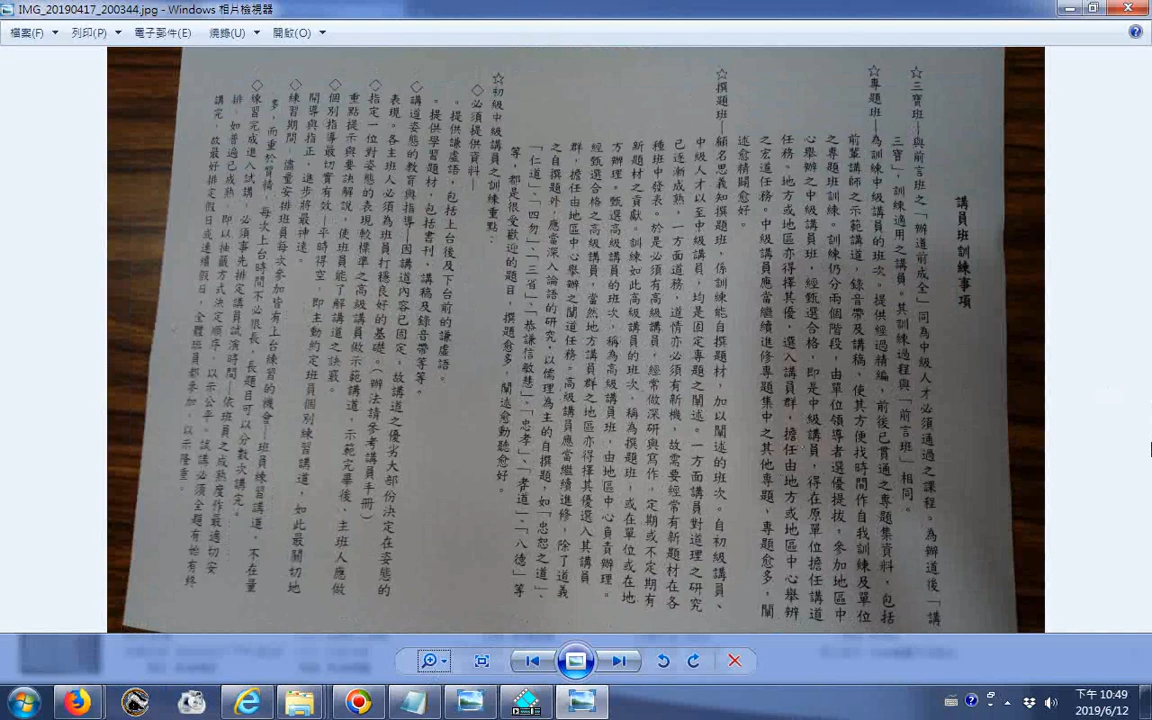 IMG_20190417_200344.jpg - Windows 相片檢視器
檔案(F) 列印(P) 電子郵件(E) 燒錄(U) 開啟(O)
講員班訓練事項
☆三寶班—與前言班之「辦道前成全」同為中級人才必須通過之課程。為辦道後「講
三寶」,訓練適用之講員。其訓練過程與「前言班」相同。
☆專題班—為訓練中級講員的班次。提供經過精編,前後已貫通之專題集資料,包括
前輩講師之示範講道,錄音帶及講稿,使其方便找時間作自我訓練及單位
之專題班訓練。訓練仍分兩個階段,由單位領導者選優提拔,參加地區中
心舉辦之中級講員班,經甄選合格,即是中級講員,得在原單位擔任講道
任務。地方或地區亦得擇其優,選入講員群,擔任由地方或地區中心舉辦
之宏道任務。中級講員應當繼續進修專題集中之其他專題、專題愈多,闡
述愈精闢愈好。
☆撰題班—顧名思義知撰題班,係訓練能自撰題材,加以闡述的班次。自初級講員、
中級人才以至中級講員,均是固定專題之闡述。一方面講員對道理之研究
已逐漸成熟,一方面道務,道情亦必須有新機,故需要經常有新題材在各
種班中發表。於是必須有高級講員,經常做深研與寫作。定期或不定期有
新題材之貢獻。訓練如此高級講員的班次,稱為撰題班,或在單位或在地
方辦理。甄選高級講員的班次,稱為高級講員班,由地區中心負責辦理。
經甄選合格之高級講員,當然地方講員群之地區亦得擇其優選入其講員
群,擔任由地區中心舉辦之闡道任務。高級講員應當繼續進修,除了道義
之自撰題外,應當深入論語的研究,以儒理為主的自撰題,如「忠恕之道」、
「仁道」、「四勿」、「三省」、「恭謙信敏慧」、「忠孝」、「孝道」。「八德」等
等,都是很受歡迎的題目,撰題愈多,闡述愈動聽愈好。
☆初級中級講員之訓練重點:
◇必須提供資料—
。提供謙虛語,包括上台後及下台前的謙虛語。
。提供學習題材,包括書刊、講稿及錄音帶等等。
◇講道姿態的教育與指導—因講道內容已固定,故講道之優劣大部份決定在姿態的
表現。各主班人必須為班員打穩良好的基礎。(辦法請參考講員手冊)
◇指定一位對姿態的表現較標準之高級講員做示範講道,示範完畢後、主班人應做
重點提示與要訣解說,使班員能了解講道之訣竅。
◇個別指導最切實有效—平時得空,即主動約定班員個別練習講道,如此最關切地
開導與指正,進步將最神速。
◇練習期間,儘量安排班員每次參加皆有上台練習的機會—班員練習講道。不在量
多,而重於質精。每次上台時間不必很長,長題目可以分數次講完。
◇練習完成進入試講,必須事先排定講員試演時間。依班員之成熟度作最適切安
排。如普遍已成熟,即以抽籤方式決定順序,以示公平。試講必須全題有始有終
講完,故最好排定假日或連續假日,全體班員都參加,以示隆重。
下午 10:49
2019/6/12